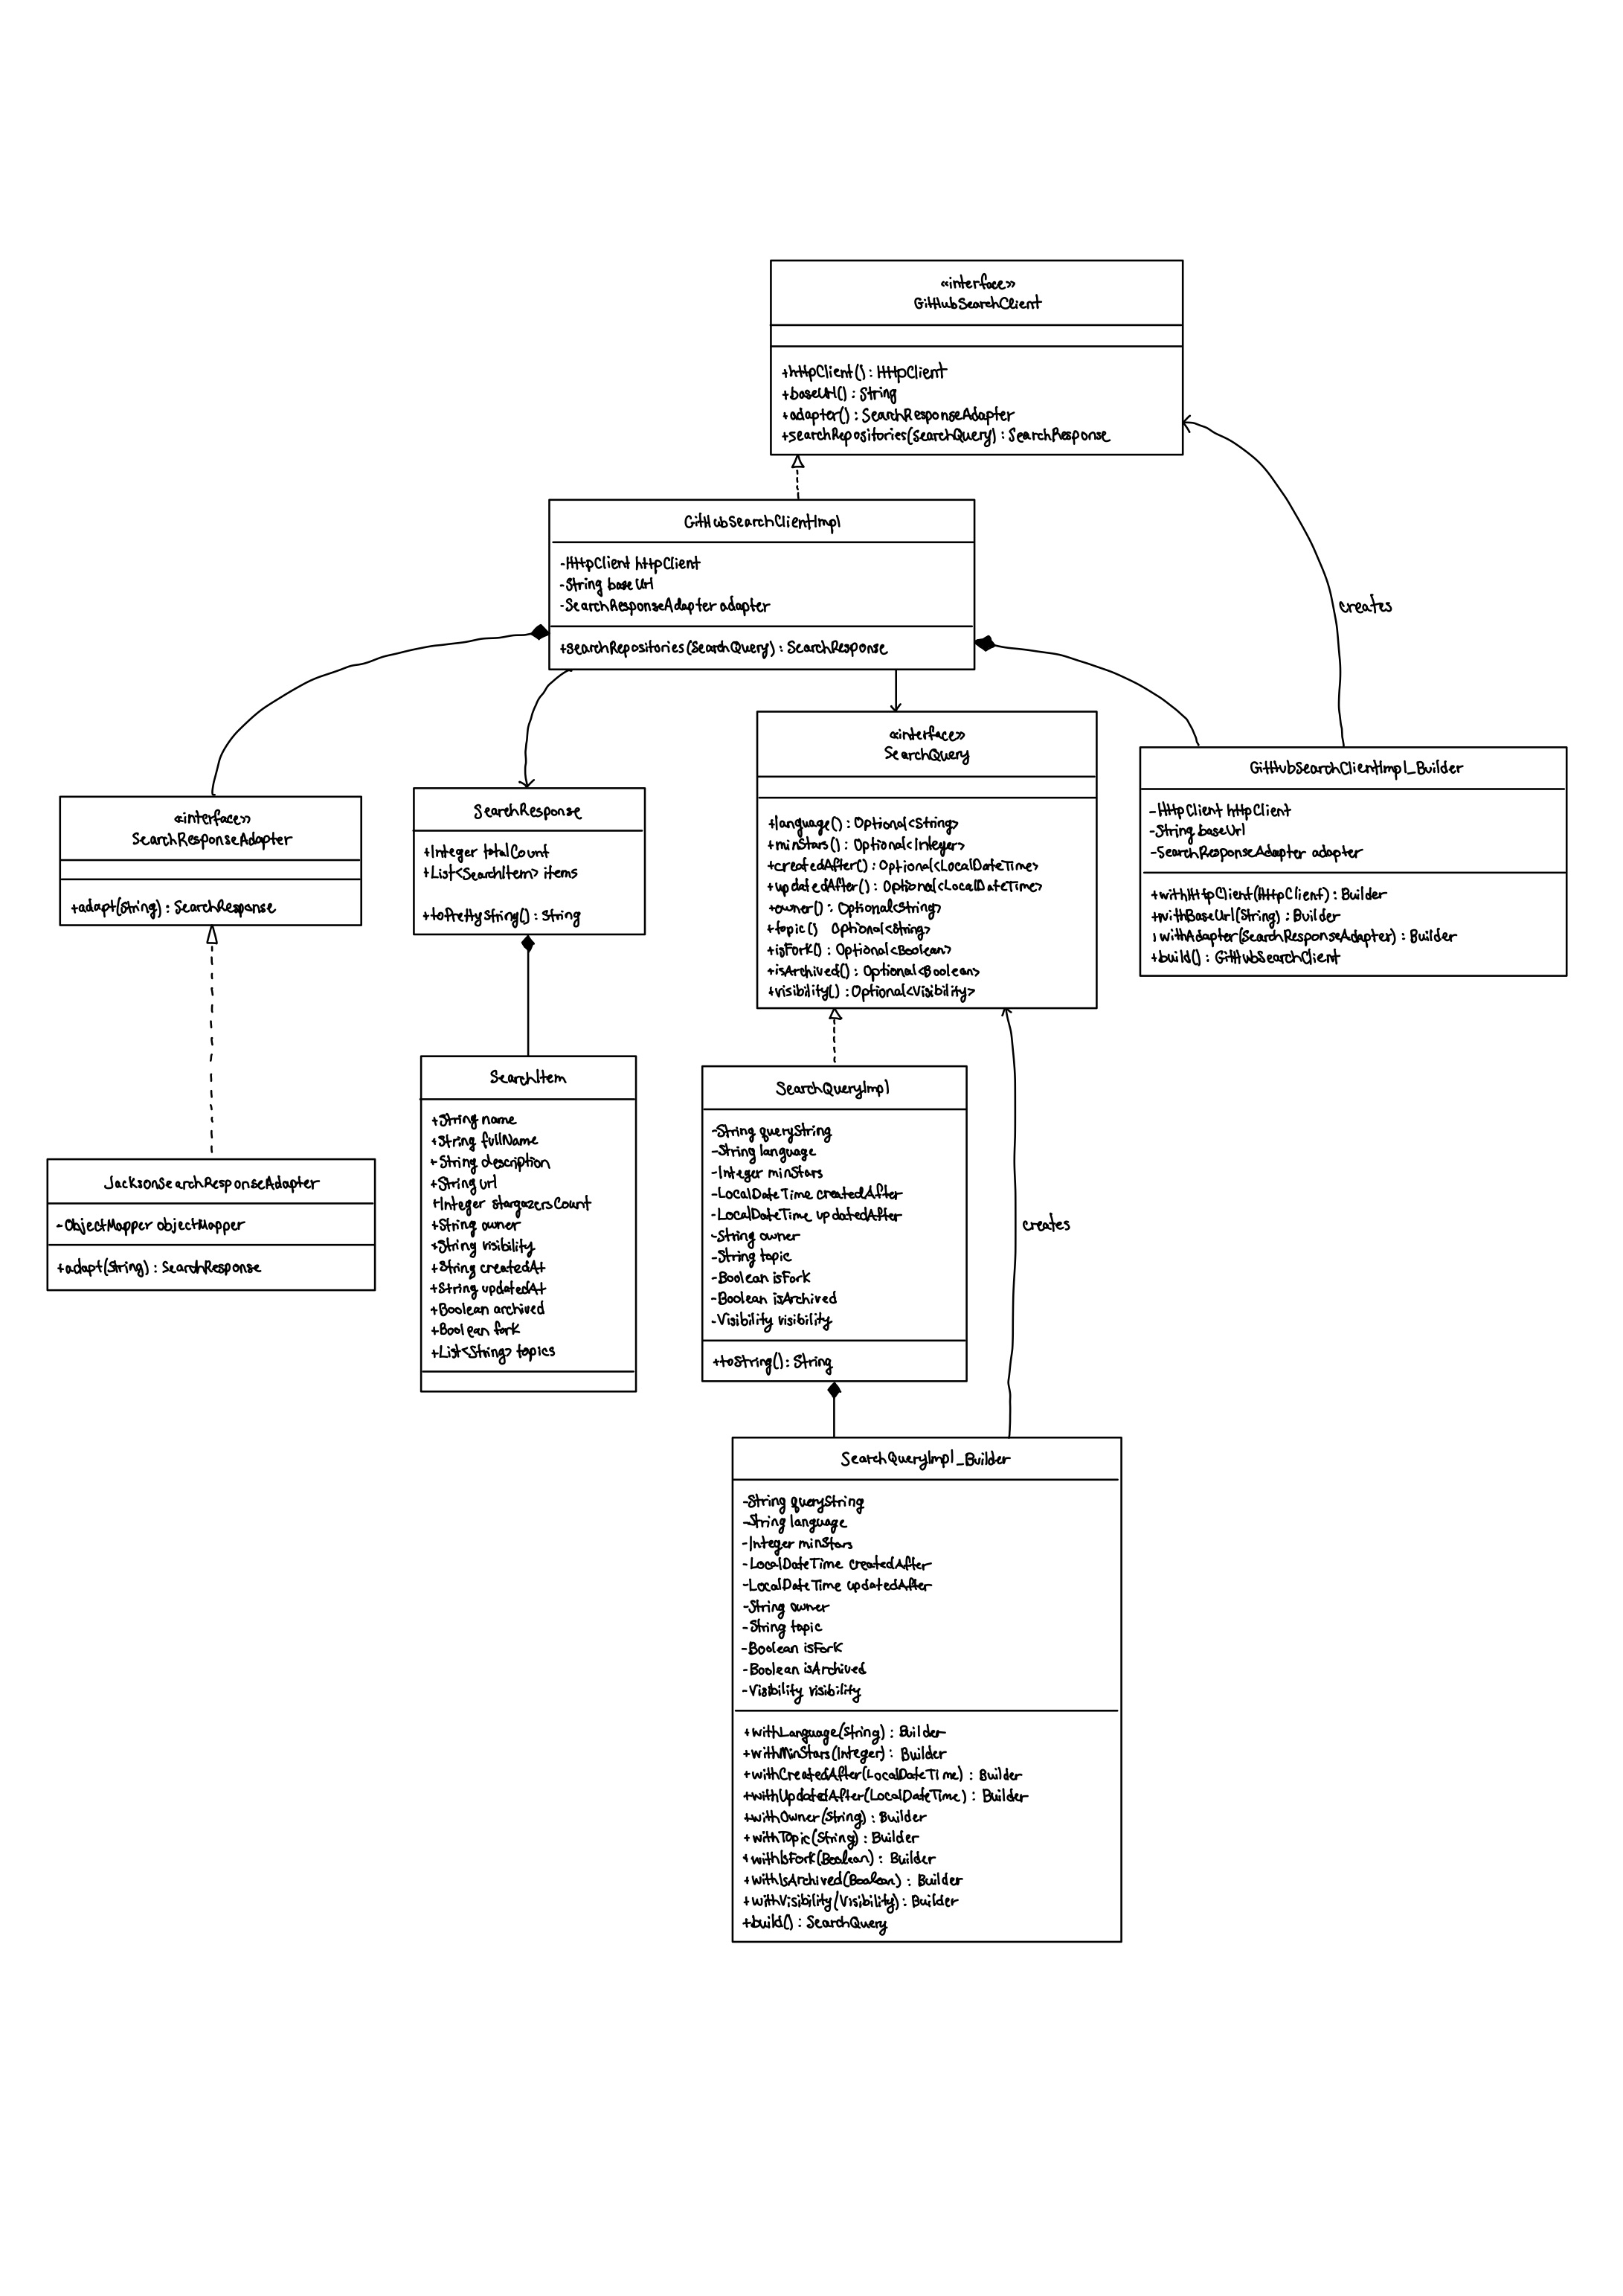 «interface»
GitHubSearchClient
+httpClient() : HttpClient
+baseUrl() : String
+adapter() : SearchResponseAdapter
+searchRepositories(SearchQuery) : SearchResponse
GitHubSearchClientImpl
-HttpClient httpClient
-String baseUrl
-SearchResponseAdapter adapter
+searchRepositories(SearchQuery) : SearchResponse
creates
«interface»
SearchResponseAdapter
+adapt(String) : SearchResponse
SearchResponse
+Integer totalCount
+List<SearchItem> items
+toPrettyString() : String
«interface»
SearchQuery
+language() : Optional<String>
+minStars() : Optional<Integer>
+createdAfter() : Optional<LocalDateTime>
+updatedAfter() : Optional<LocalDateTime>
+owner() : Optional<String>
+topic() Optional<String>
+isFork() : Optional<Boolean>
+isArchived() : Optional<Boolean>
+visibility() : Optional<Visibility>
GitHubSearchClientImpl_Builder
-HttpClient httpClient
-String baseUrl
-SearchResponseAdapter adapter
+withHttpClient(HttpClient) : Builder
+withBaseUrl(String) : Builder
+withAdapter(SearchResponseAdapter) : Builder
+build() : GitHubSearchClient
JacksonSearchResponseAdapter
-ObjectMapper objectMapper
+adapt(String) : SearchResponse
SearchItem
+String name
+String fullName
+String description
+String url
+Integer stargazersCount
+String owner
+String visibility
+String createdAt
+String updatedAt
+Boolean archived
+Boolean fork
+List<String> topics
SearchQueryImpl
-String queryString
-String language
-Integer minStars
-LocalDateTime createdAfter
-LocalDateTime updatedAfter
-String owner
-String topic
-Boolean isFork
-Boolean isArchived
-Visibility visibility
+toString() : String
creates
SearchQueryImpl_Builder
-String queryString
-String language
-Integer minStars
-LocalDateTime createdAfter
-LocalDateTime updatedAfter
-String owner
-String topic
-Boolean isFork
-Boolean isArchived
-Visibility visibility
+withLanguage(String) : Builder
+withMinStars(Integer) : Builder
+withCreatedAfter(LocalDateTime) : Builder
+withUpdatedAfter(LocalDateTime) : Builder
+withOwner(String) : Builder
+withTopic(String) : Builder
+withIsFork(Boolean) : Builder
+withIsArchived(Boolean) : Builder
+withVisibility(Visibility) : Builder
+build() : SearchQuery